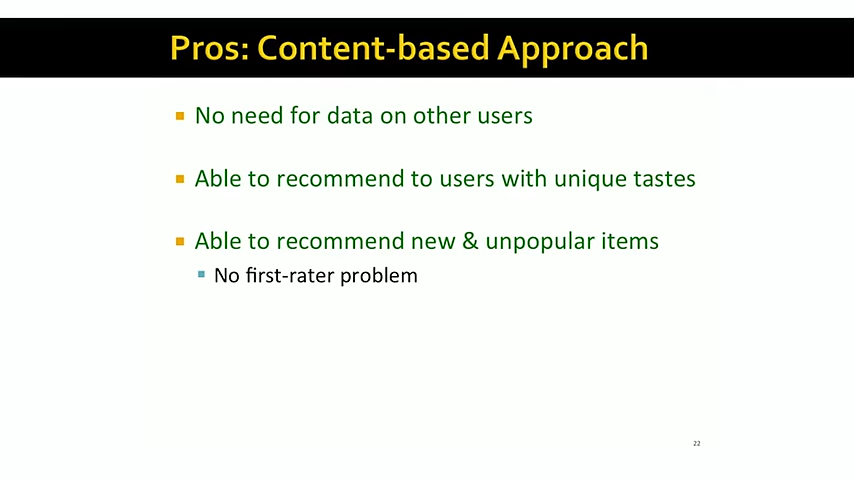 Pros: Content-based Approach
No need for data on other users
Able to recommend to users with unique tastes
Able to recommend new & unpopular items
No first-rater problem
22